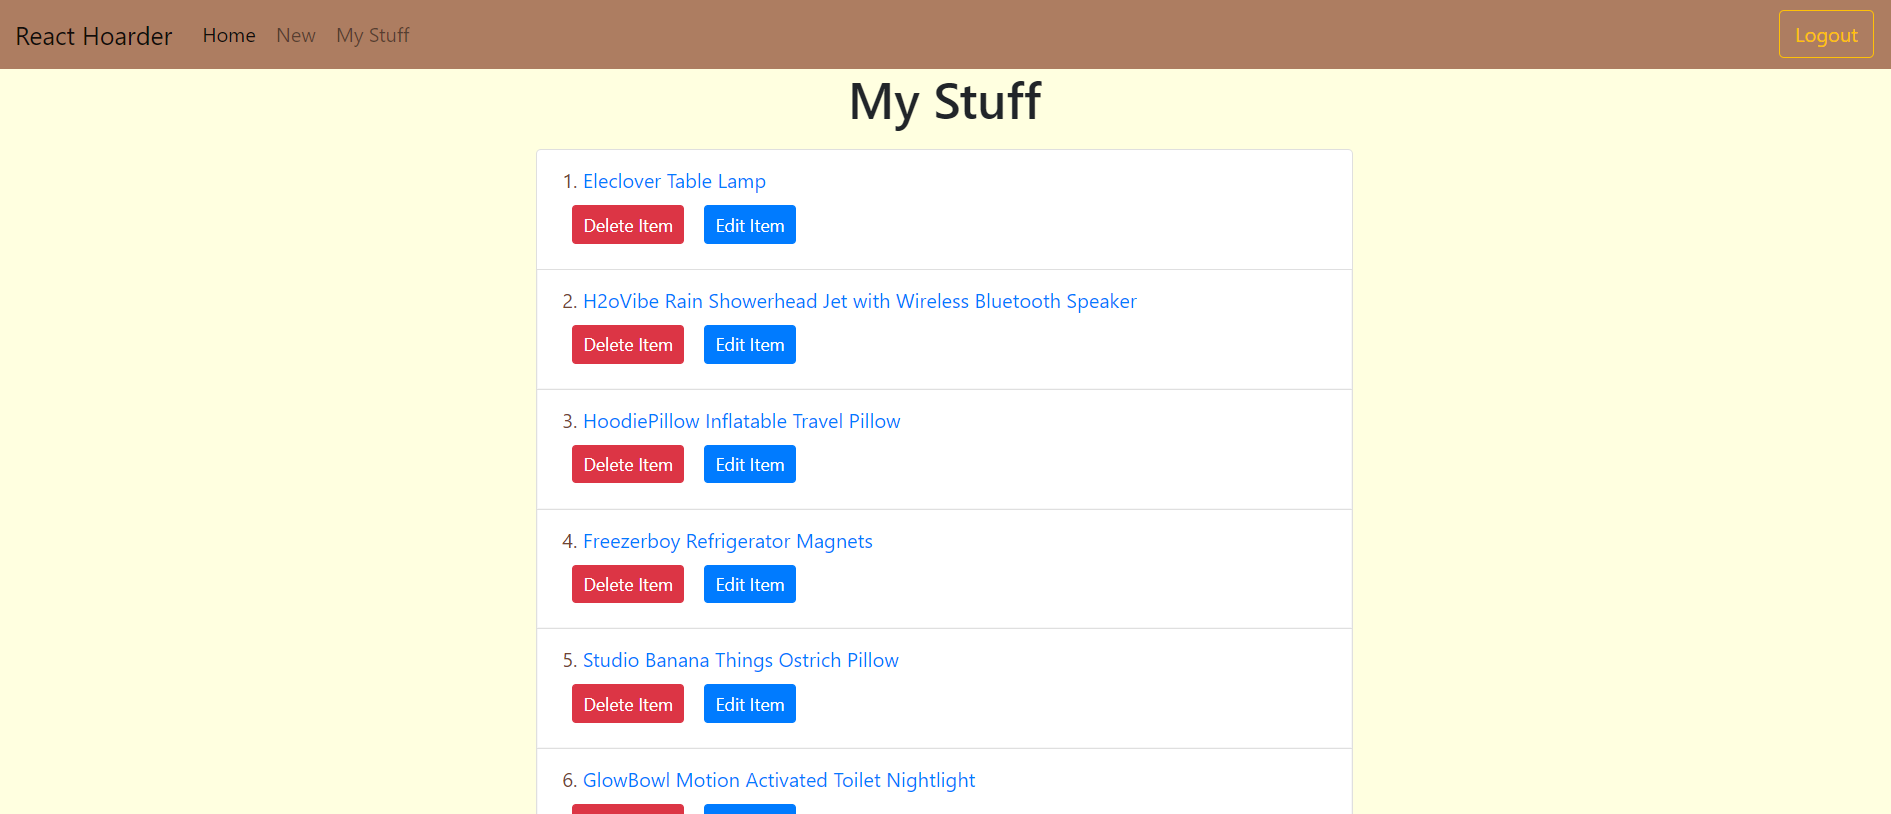 React Hoarder Home New My Stuff Logout
My Stuff
1. Eleclover Table Lamp
Delete Item Edit Item
2. H2oVibe Rain Showerhead Jet with Wireless Bluetooth Speaker
Delete Item Edit Item
3. HoodiePillow Inflatable Travel Pillow
Delete Item Edit Item
4. Freezerboy Refrigerator Magnets
Delete Item Edit Item
5. Studio Banana Things Ostrich Pillow
Delete Item Edit Item
6. GlowBowl Motion Activated Toilet Nightlight